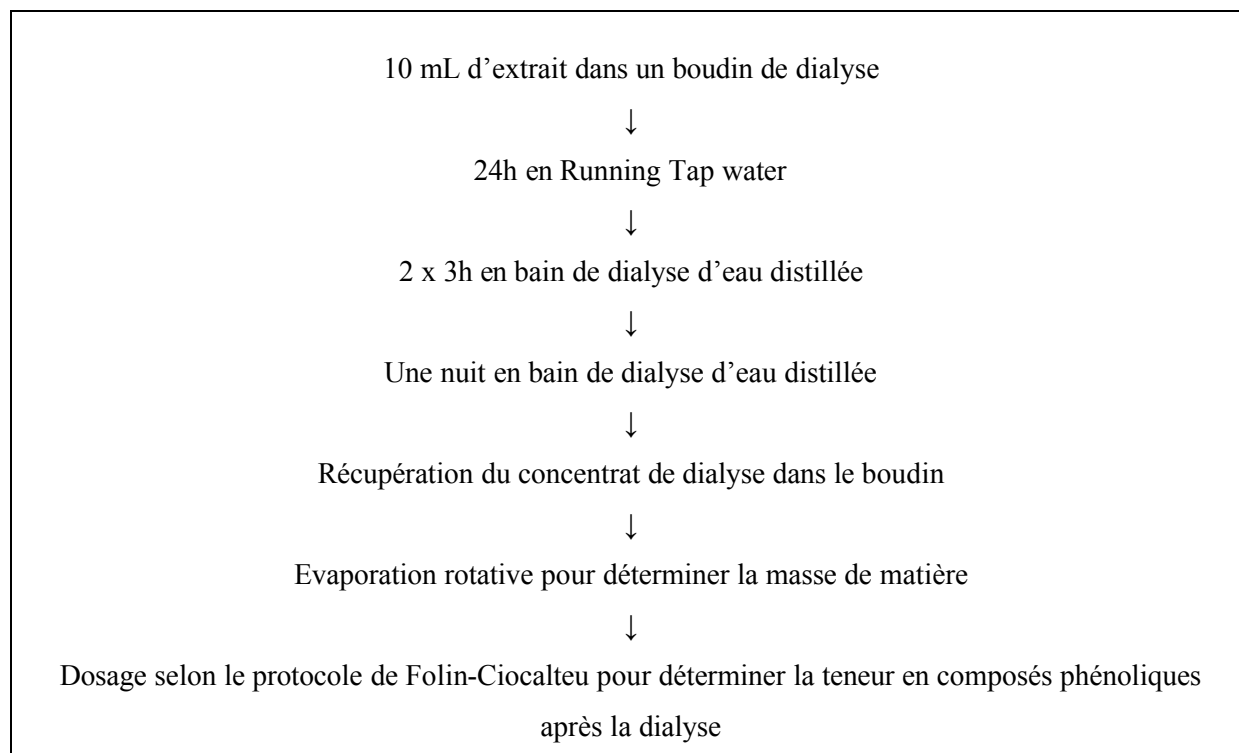 10 mL d’extrait dans un boudin de dialyse
↓
24h en Running Tap water
↓
2 x 3h en bain de dialyse d’eau distillée
↓
Une nuit en bain de dialyse d’eau distillée
↓
Récupération du concentrat de dialyse dans le boudin
↓
Evaporation rotative pour déterminer la masse de matière
↓
Dosage selon le protocole de Folin-Ciocalteu pour déterminer la teneur en composés phénoliques
après la dialyse